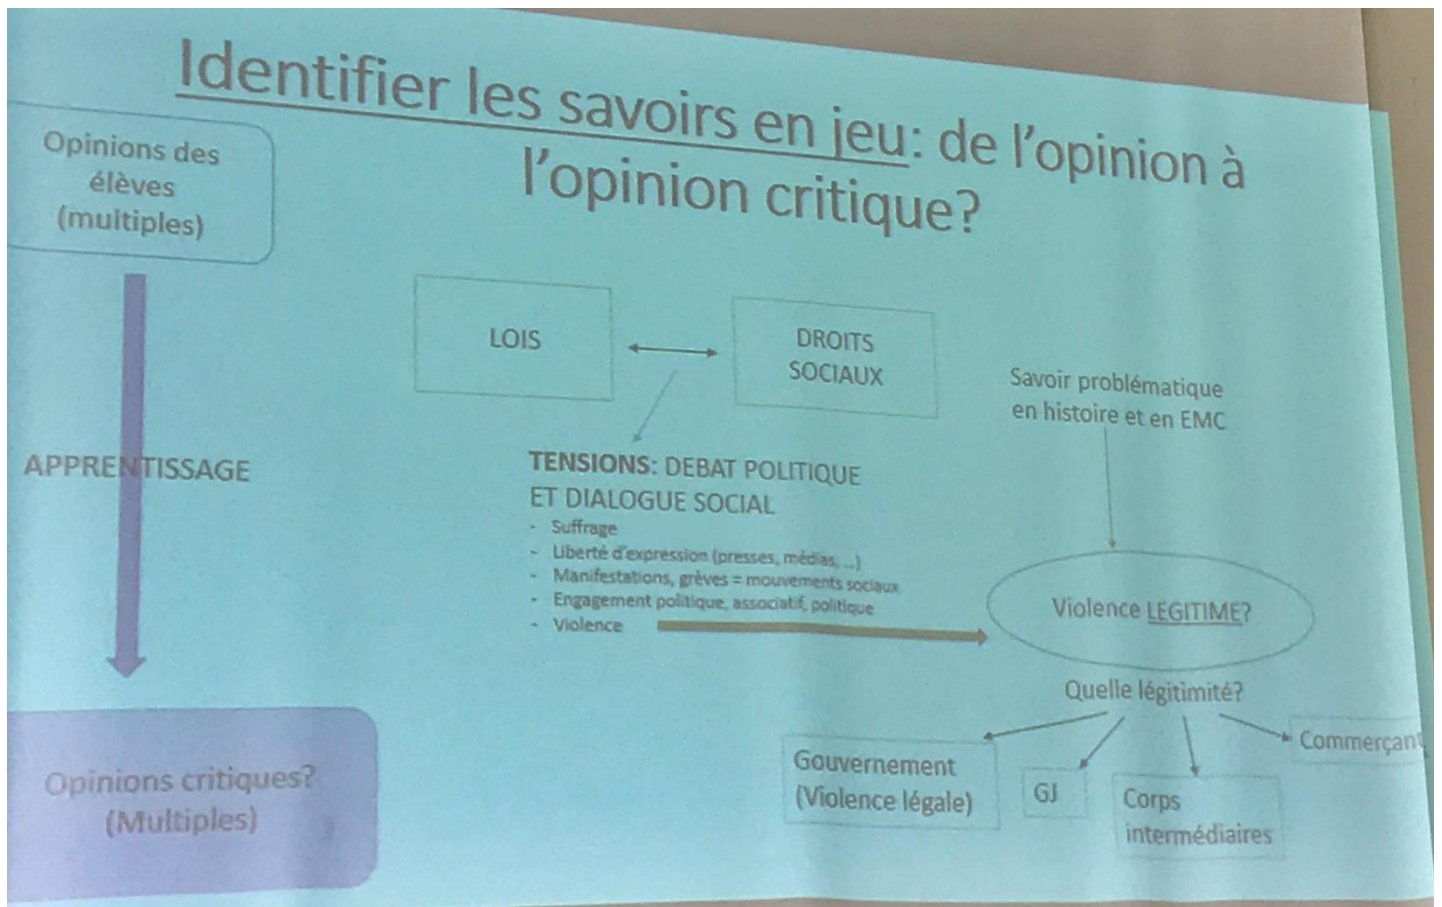 Identifier les savoirs en jeu: de l'opinion à
l'opinion critique?
Opinions des
élèves
(multiples)
APPRENTISSAGE
Opinions critiques?
(Multiples)
LOIS
DROITS
SOCIAUX
TENSIONS: DEBAT POLITIQUE
ET DIALOGUE SOCIAL
- Suffrage
- Liberté d'expression (presses, médias, ...)
- Manifestations, grèves = mouvements sociaux
- Engagement politique, associatif, politique
- Violence
Savoir problématique
en histoire et en EMC
Violence LEGITIME?
Quelle légitimité?
Gouvernement
(Violence légale)
GJ
Corps
intermédiaires
Commerçant